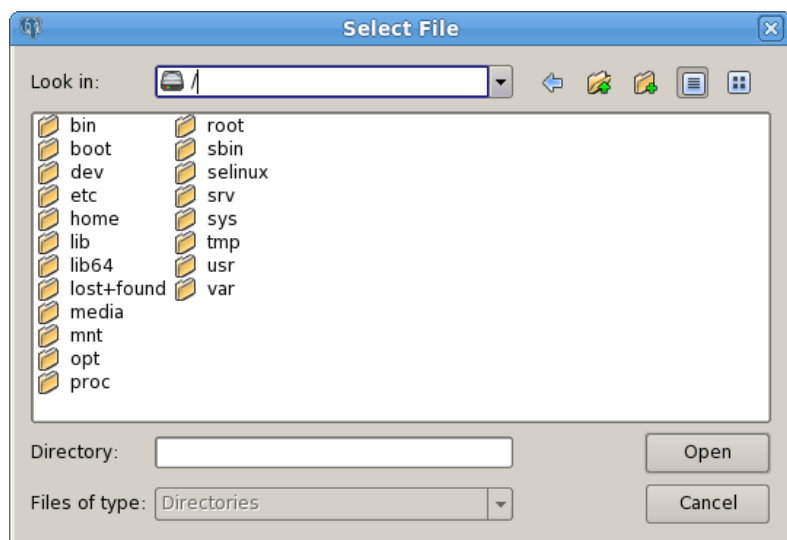 Select File
Look in: /
bin
boot
dev
etc
home
lib
lib64
lost+found
media
mnt
opt
proc
root
sbin
selinux
srv
sys
tmp
usr
var
Directory:
Open
Files of type: Directories
Cancel